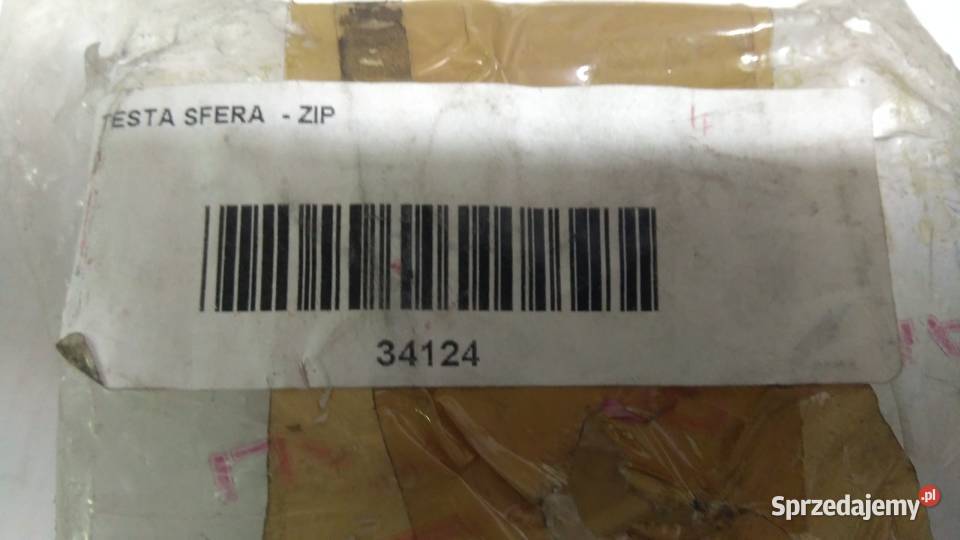 TESTA SFERA - ZIP
34124
Sprzedajemy.pl